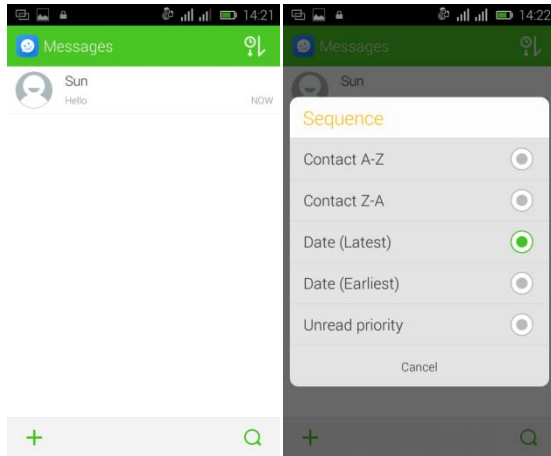 14:21
Messages
Sun
Hello
NOW
14:22
Messages
Sun
Sequence
Contact A-Z
Contact Z-A
Date (Latest)
Date (Earliest)
Unread priority
Cancel